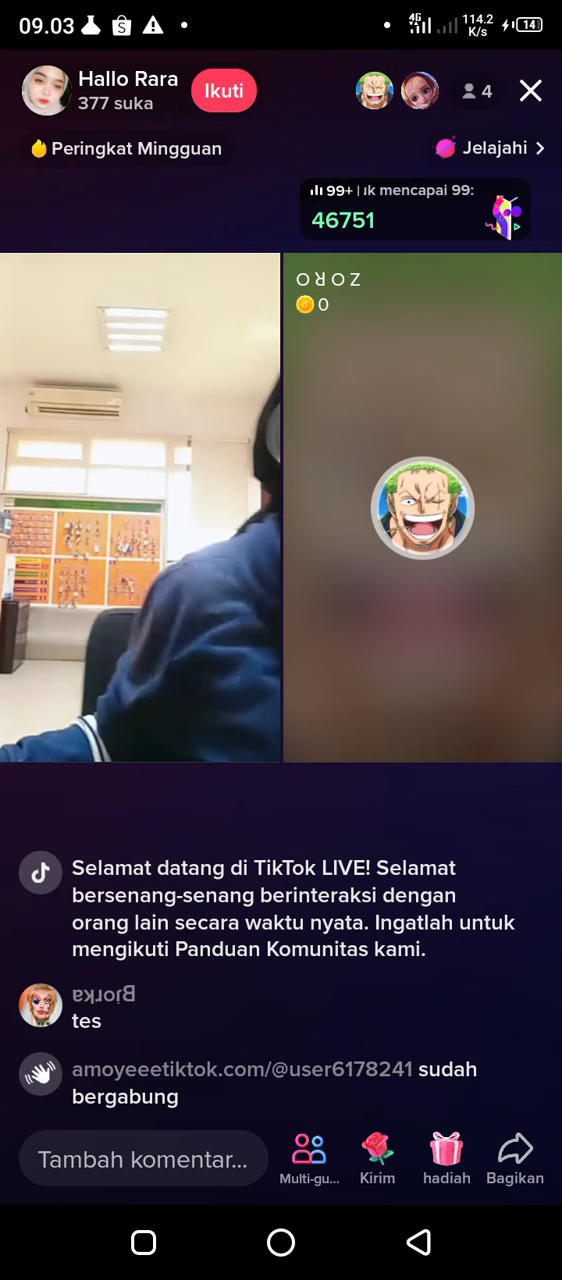 09.03
4G
114.2
K/s
14
Hallo Rara
377 suka
Ikuti
4
Peringkat Mingguan
Jelajahi
99+ | ık mencapai 99:
46751
O ꓤ O Z
0
Selamat datang di TikTok LIVE! Selamat
bersenang-senang berinteraksi dengan
orang lain secara waktu nyata. Ingatlah untuk
mengikuti Panduan Komunitas kami.
ɐʞɹoſᗺ
tes
amoyeeetiktok.com/@user6178241 sudah
bergabung
Tambah komentar...
Multi-gu...
Kirim
hadiah
Bagikan